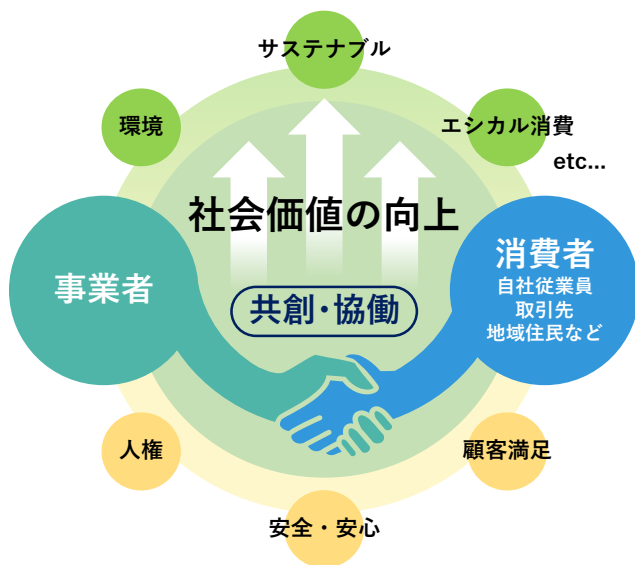 サステナブル
環境
エシカル消費
etc...
社会価値の向上
事業者
消費者
自社従業員
取引先
地域住民など
共創・協働
人権
顧客満足
安全・安心